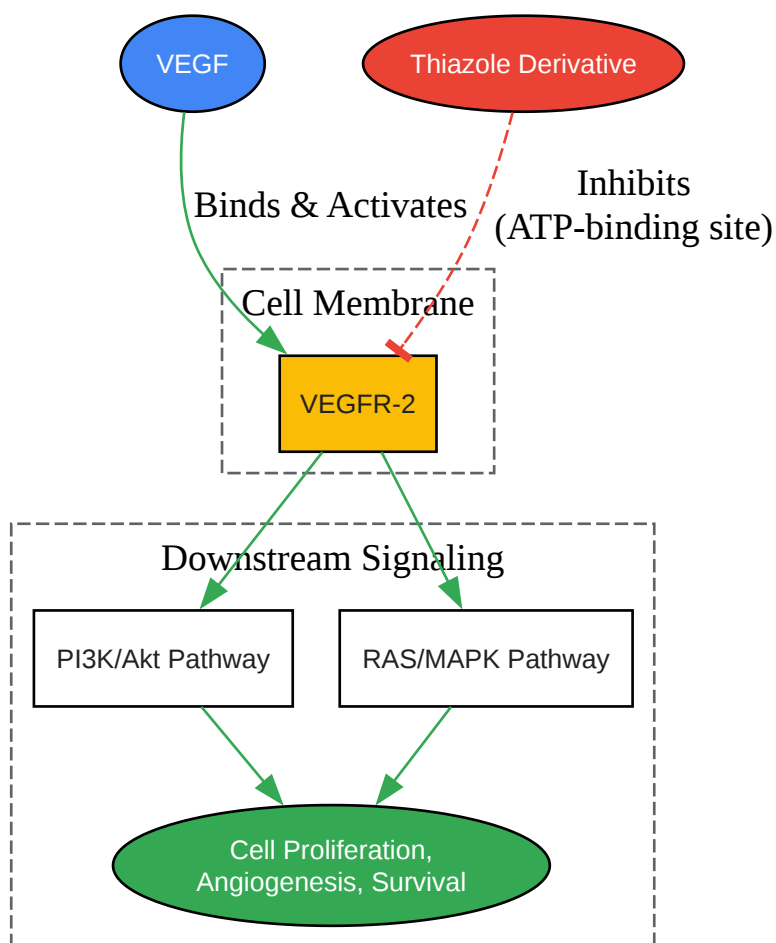 VEGF
Thiazole Derivative
Binds & Activates
Inhibits
(ATP-binding site)
Cell Membrane
VEGFR-2
Downstream Signaling
PI3K/Akt Pathway
RAS/MAPK Pathway
Cell Proliferation,
Angiogenesis, Survival